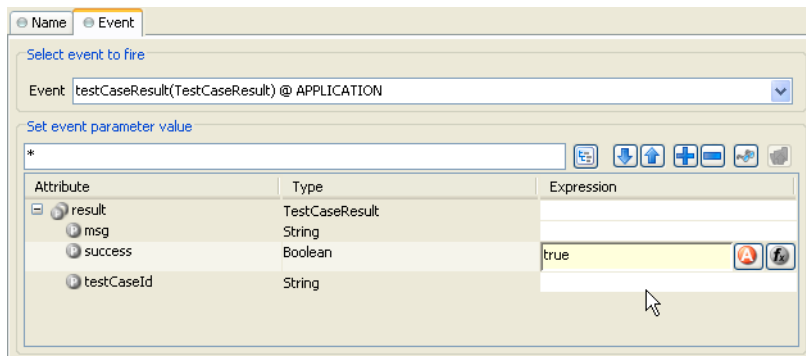 Name Event
Select event to fire
Event testCaseResult(TestCaseResult) @ APPLICATION
Set event parameter value
*
Attribute Type Expression
result TestCaseResult
msg String
success Boolean true
testCaseId String